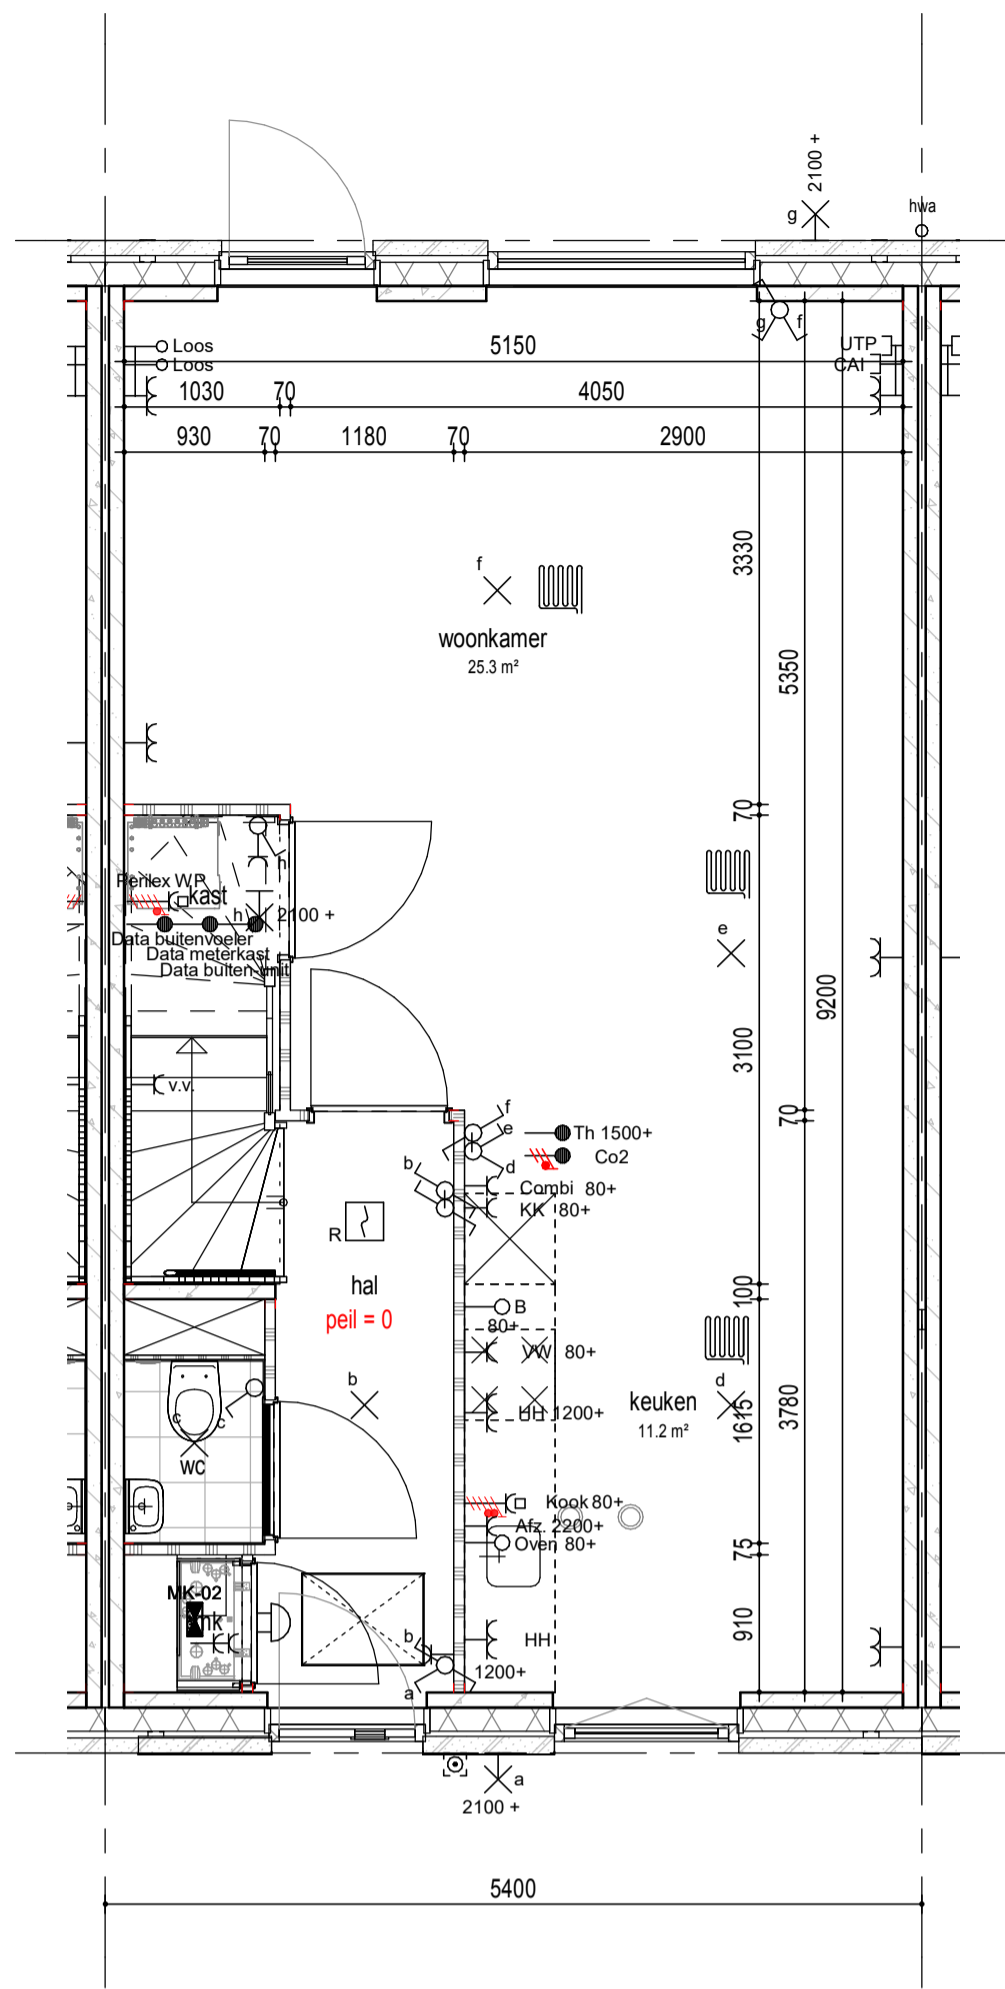 2100 +
g
hwa
g
f
Loos
5150
UTP
Loos
CAI
1030
70
4050
930
70
1180
70
2900
3330
f
woonkamer
25.3 m²
5350
70
h
Perilex WP
kast
h
2100 +
Data buitenvoeler
Data meterkast
Data buiten-unit
e
9200
3100
v.v.
f
70
e
Th 1500+
b
d
Co2
Combi 80+
KK 80+
R
hal
100
peil = 0
B
80+
VW 80+
b
d
c
c
keuken
HH 1200+
11.2 m²
1615
3780
wc
Kook 80+
Afz. 2200+
Oven 80+
75
MK-02
mk
910
b
HH
1200+
a
a
2100 +
5400